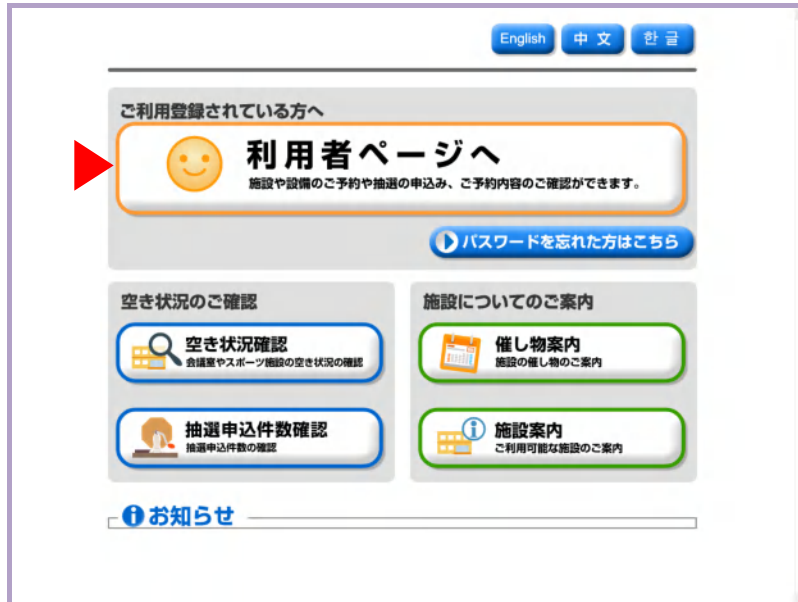 English 中 文 한 글
ご利用登録されている方へ
利用者ページへ
施設や設備のご予約や抽選の申込み、ご予約内容のご確認ができます。
パスワードを忘れた方はこちら
空き状況のご確認
空き状況確認
会議室やスポーツ施設の空き状況の確認
抽選申込件数確認
抽選申込件数の確認
施設についてのご案内
催し物案内
施設の催し物のご案内
施設案内
ご利用可能な施設のご案内
お知らせ